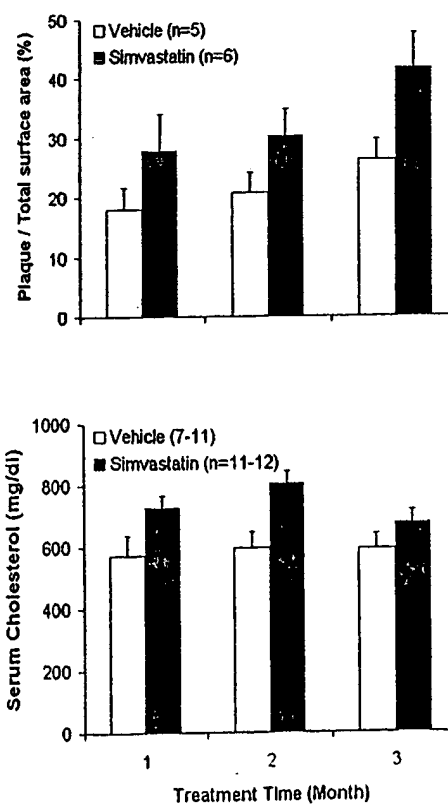 Plaque / Total surface area (%)
50
40
30
20
10
0
Vehicle (n=5)
Simvastatin (n=6)
Serum Cholesterol (mg/dl)
1000
800
600
400
200
0
Vehicle (7-11)
Simvastatin (n=11-12)
1 2 3
Treatment Time (Month)